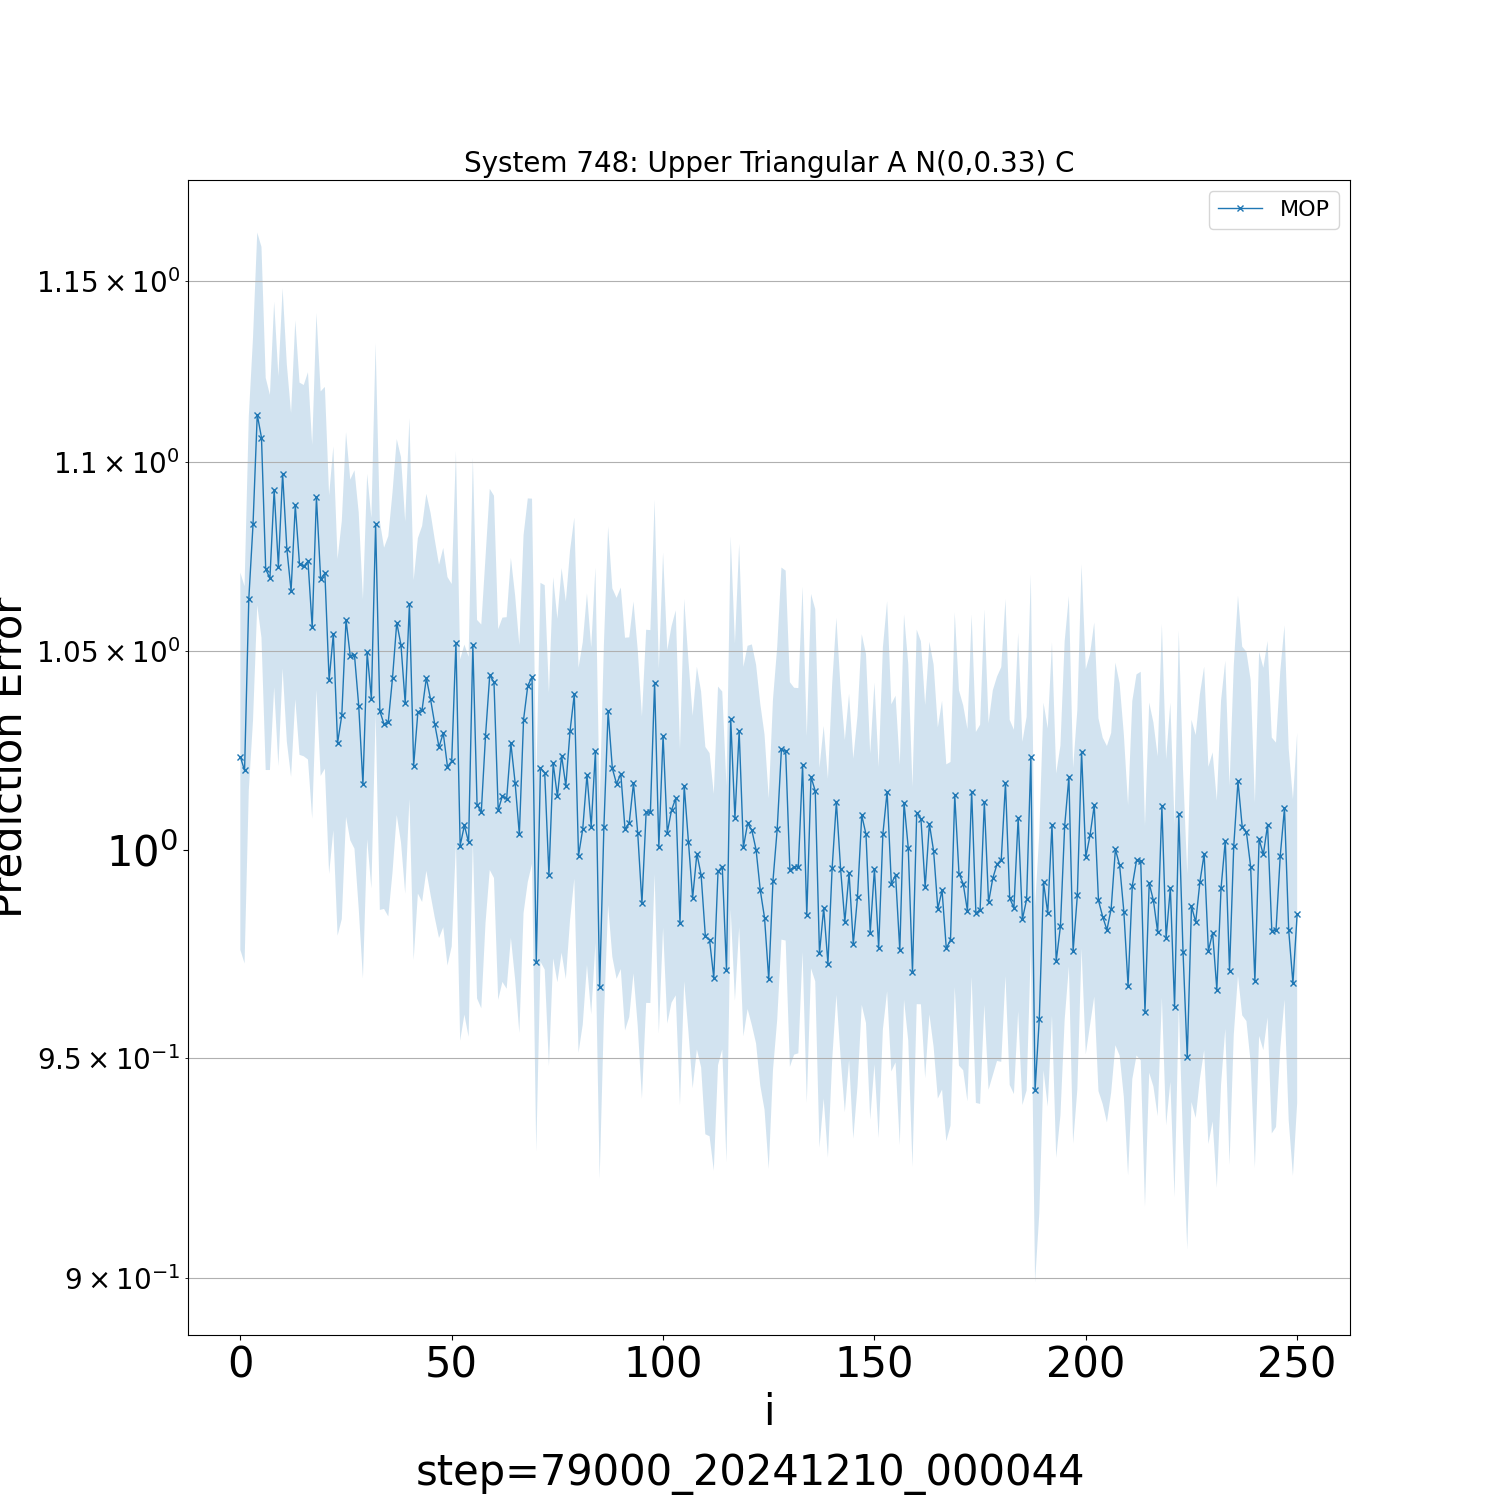 System 748: Upper Triangular A N(0,0.33) C
MOP
Prediction Error
1.15 × 10⁰
1.1 × 10⁰
1.05 × 10⁰
10⁰
9.5 × 10⁻¹
9 × 10⁻¹
0 50 100 150 200 250
i
step=79000_20241210_000044